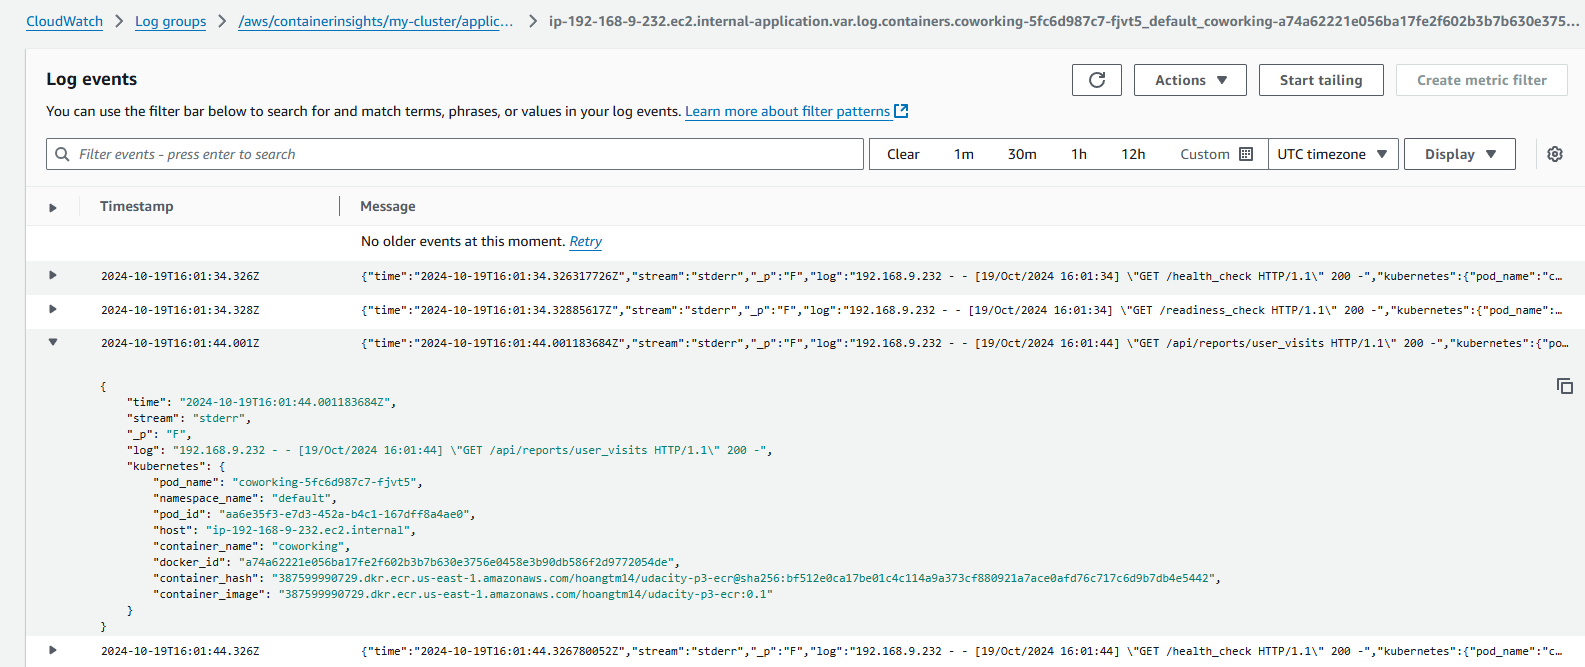 CloudWatch > Log groups > /aws/containerinsights/my-cluster/applic… > ip-192-168-9-232.ec2.internal-application.var.log.containers.coworking-5fc6d987c7-fjvt5_default_coworking-a74a62221e056ba17fe2f602b3b7b630e375...
Log events
Actions Start tailing Create metric filter
You can use the filter bar below to search for and match terms, phrases, or values in your log events. Learn more about filter patterns
Filter events - press enter to search Clear 1m 30m 1h 12h Custom UTC timezone Display
Timestamp Message
No older events at this moment. Retry
2024-10-19T16:01:34.326Z {"time":"2024-10-19T16:01:34.326317726Z","stream":"stderr","_p":"F","log":"192.168.9.232 - - [19/Oct/2024 16:01:34] \"GET /health_check HTTP/1.1\" 200 -","kubernetes":{"pod_name":"c…
2024-10-19T16:01:34.328Z {"time":"2024-10-19T16:01:34.32885617Z","stream":"stderr","_p":"F","log":"192.168.9.232 - - [19/Oct/2024 16:01:34] \"GET /readiness_check HTTP/1.1\" 200 -","kubernetes":{"pod_name":…
2024-10-19T16:01:44.001Z {"time":"2024-10-19T16:01:44.001183684Z","stream":"stderr","_p":"F","log":"192.168.9.232 - - [19/Oct/2024 16:01:44] \"GET /api/reports/user_visits HTTP/1.1\" 200 -","kubernetes":{"po…
{
"time": "2024-10-19T16:01:44.001183684Z",
"stream": "stderr",
"_p": "F",
"log": "192.168.9.232 - - [19/Oct/2024 16:01:44] \"GET /api/reports/user_visits HTTP/1.1\" 200 -",
"kubernetes": {
"pod_name": "coworking-5fc6d987c7-fjvt5",
"namespace_name": "default",
"pod_id": "aa6e35f3-e7d3-452a-b4c1-167dff8a4ae0",
"host": "ip-192-168-9-232.ec2.internal",
"container_name": "coworking",
"docker_id": "a74a62221e056ba17fe2f602b3b7b630e3756e0458e3b90db586f2d9772054de",
"container_hash": "387599990729.dkr.ecr.us-east-1.amazonaws.com/hoangtm14/udacity-p3-ecr@sha256:bf512e0ca17be01c4c114a9a373cf880921a7ace0afd76c717c6d9b7db4e5442",
"container_image": "387599990729.dkr.ecr.us-east-1.amazonaws.com/hoangtm14/udacity-p3-ecr:0.1"
}
}
2024-10-19T16:01:44.326Z {"time":"2024-10-19T16:01:44.326780052Z","stream":"stderr","_p":"F","log":"192.168.9.232 - - [19/Oct/2024 16:01:44] \"GET /health_check HTTP/1.1\" 200 -","kubernetes":{"pod_name":"c…